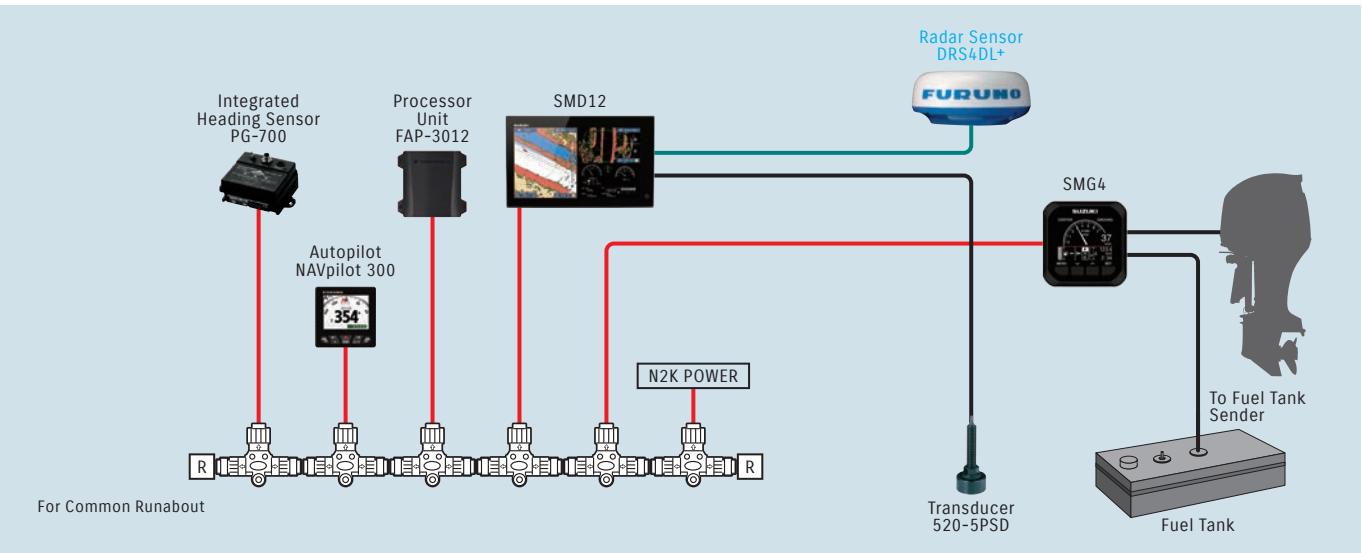 Radar Sensor
DRS4DL+
FURUNO
Integrated
Heading Sensor
PG-700
Processor
Unit
FAP-3012
SMD12
SMG4
SUZUKI
37
Autopilot
NAVpilot 300
354°
N2K POWER
To Fuel Tank
Sender
R
R
For Common Runabout
Transducer
520-5PSD
Fuel Tank